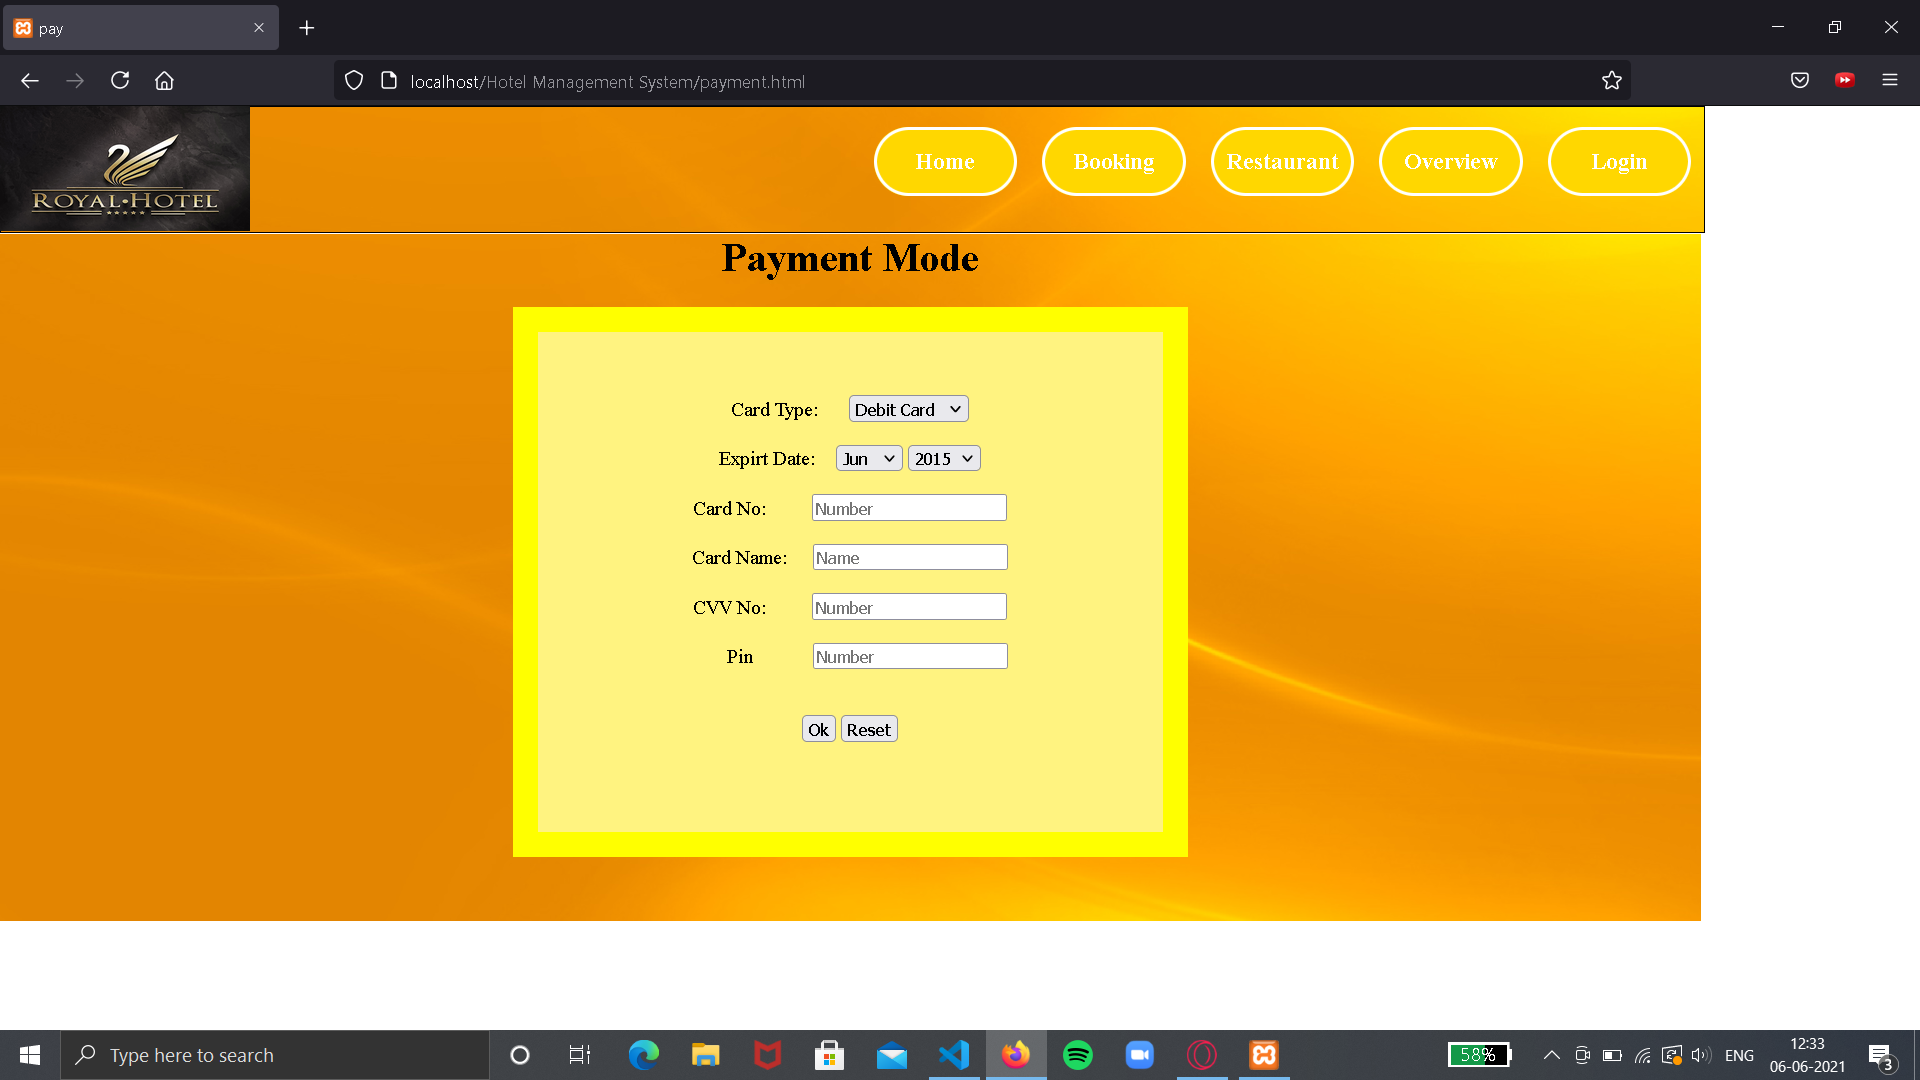 pay
localhost/Hotel Management System/payment.html
ROYAL·HOTEL
Home Booking Restaurant Overview Login
Payment Mode
Card Type: Debit Card
Expirt Date: Jun 2015
Card No: Number
Card Name: Name
CVV No: Number
Pin Number
Ok Reset
Type here to search
58%
ENG
12:33
06-06-2021
3